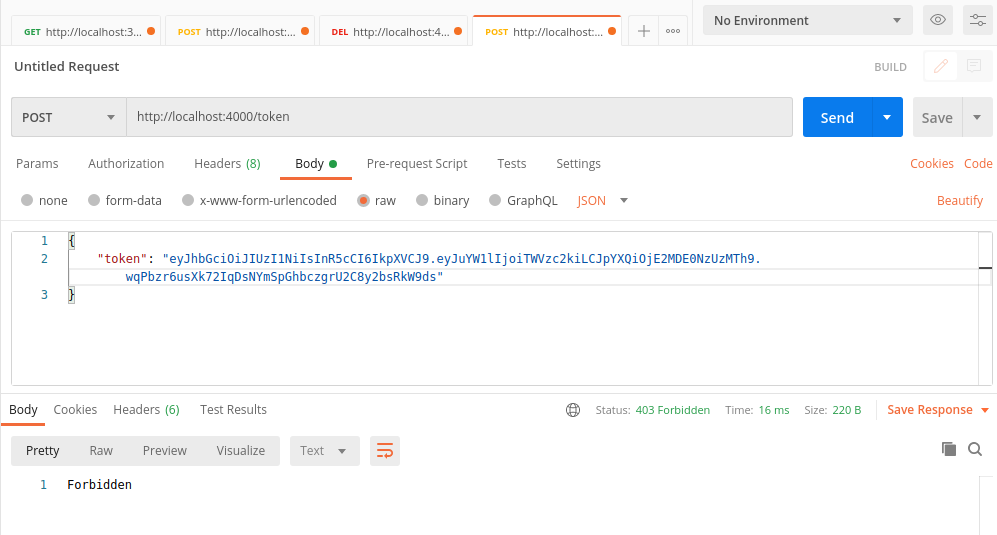 GET http://localhost:3... POST http://localhost:... DEL http://localhost:4... POST http://localhost:... No Environment
Untitled Request BUILD
POST http://localhost:4000/token Send Save
Params Authorization Headers (8) Body Pre-request Script Tests Settings Cookies Code
none form-data x-www-form-urlencoded raw binary GraphQL JSON Beautify
1 {
2 "token": "eyJhbGciOiJIUzI1NiIsInR5cCI6IkpXVCJ9.eyJuYW1lIjoiTWVzc2kiLCJpYXQiOjE2MDE0NzUzMTh9.
wqPbzr6usXk72IqDsNYmSpGhbczgrU2C8y2bsRkW9ds"
3 }
Body Cookies Headers (6) Test Results Status: 403 Forbidden Time: 16 ms Size: 220 B Save Response
Pretty Raw Preview Visualize Text
1 Forbidden